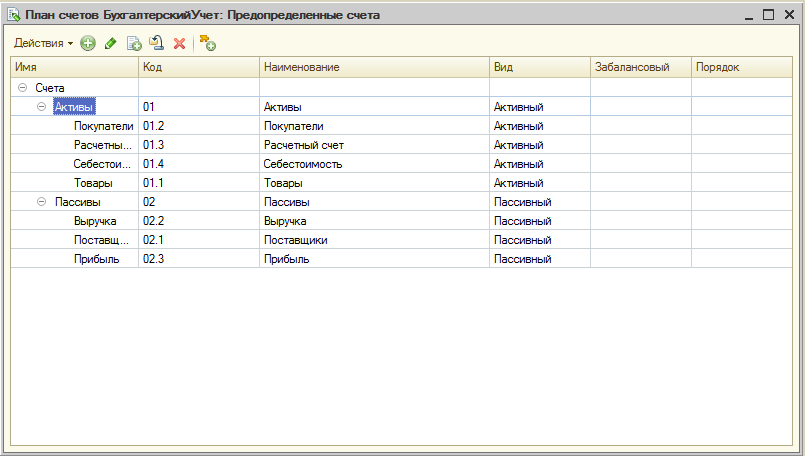 План счетов БухгалтерскийУчет: Предопределенные счета
Действия
Имя Код Наименование Вид Забалансовый Порядок
Счета
Активы 01 Активы Активный
Покупатели 01.2 Покупатели Активный
Расчетны... 01.3 Расчетный счет Активный
Себестои... 01.4 Себестоимость Активный
Товары 01.1 Товары Активный
Пассивы 02 Пассивы Пассивный
Выручка 02.2 Выручка Пассивный
Поставщ... 02.1 Поставщики Пассивный
Прибыль 02.3 Прибыль Пассивный